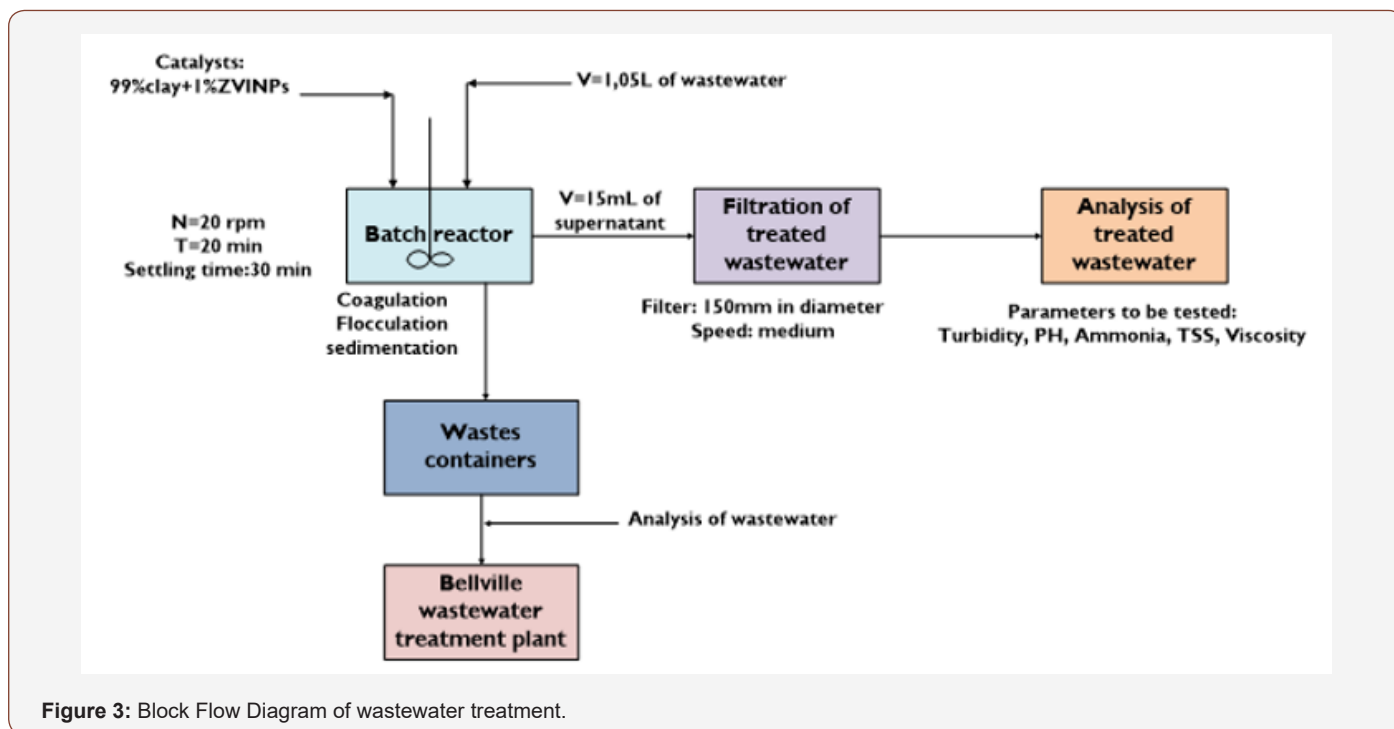 Catalysts:
99%clay+1%ZVINPs
V=1,05L of wastewater
N=20 rpm
T=20 min
Settling time:30 min
Batch reactor
V=15mL of
supernatant
Filtration of
treated
wastewater
Analysis of
treated
wastewater
Coagulation
Flocculation
sedimentation
Filter: 150mm in diameter
Speed: medium
Parameters to be tested:
Turbidity, PH, Ammonia, TSS, Viscosity
Wastes
containers
Analysis of wastewater
Bellville
wastewater
treatment plant
Figure 3: Block Flow Diagram of wastewater treatment.